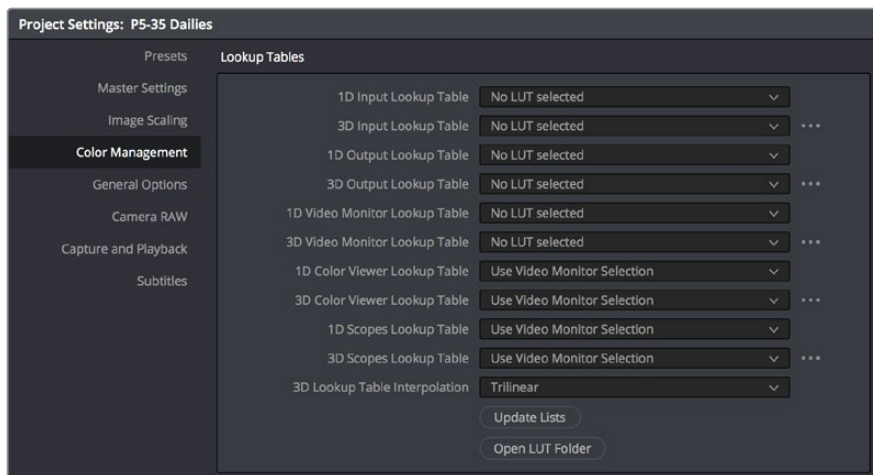 Project Settings: P5-35 Dailies
Presets
Master Settings
Image Scaling
Color Management
General Options
Camera RAW
Capture and Playback
Subtitles
Lookup Tables
1D Input Lookup Table No LUT selected
3D Input Lookup Table No LUT selected
1D Output Lookup Table No LUT selected
3D Output Lookup Table No LUT selected
1D Video Monitor Lookup Table No LUT selected
3D Video Monitor Lookup Table No LUT selected
1D Color Viewer Lookup Table Use Video Monitor Selection
3D Color Viewer Lookup Table Use Video Monitor Selection
1D Scopes Lookup Table Use Video Monitor Selection
3D Scopes Lookup Table Use Video Monitor Selection
3D Lookup Table Interpolation Trilinear
Update Lists
Open LUT Folder